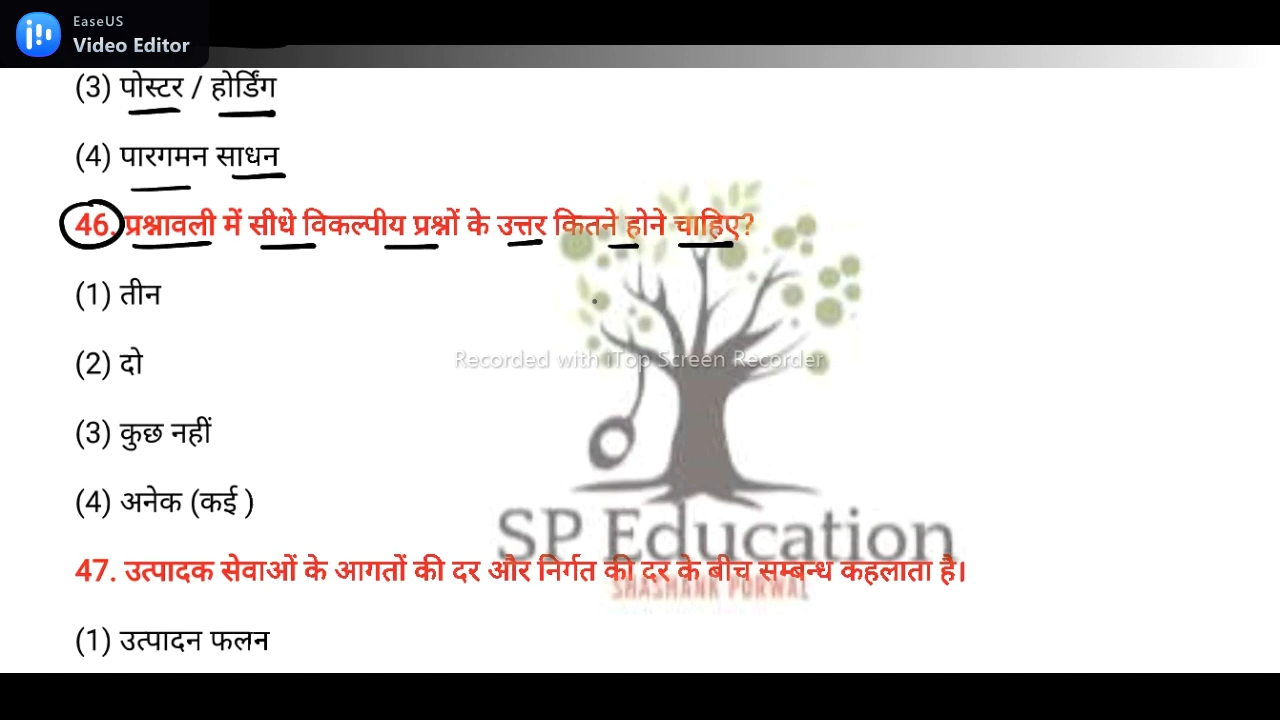 EaseUS
Video Editor
(3) पोस्टर / होर्डिंग
(4) पारगमन साधन
46. प्रश्नावली में सीधे विकल्पीय प्रश्नों के उत्तर कितने होने चाहिए?
(1) तीन
Recorded with iTop Screen Recorder
(2) दो
(3) कुछ नहीं
(4) अनेक (कई )
SP Education
47. उत्पादक सेवाओं के आगतों की दर और निर्गत की दर के बीच सम्बन्ध कहलाता है।
SHASHANK PORWAL
(1) उत्पादन फलन